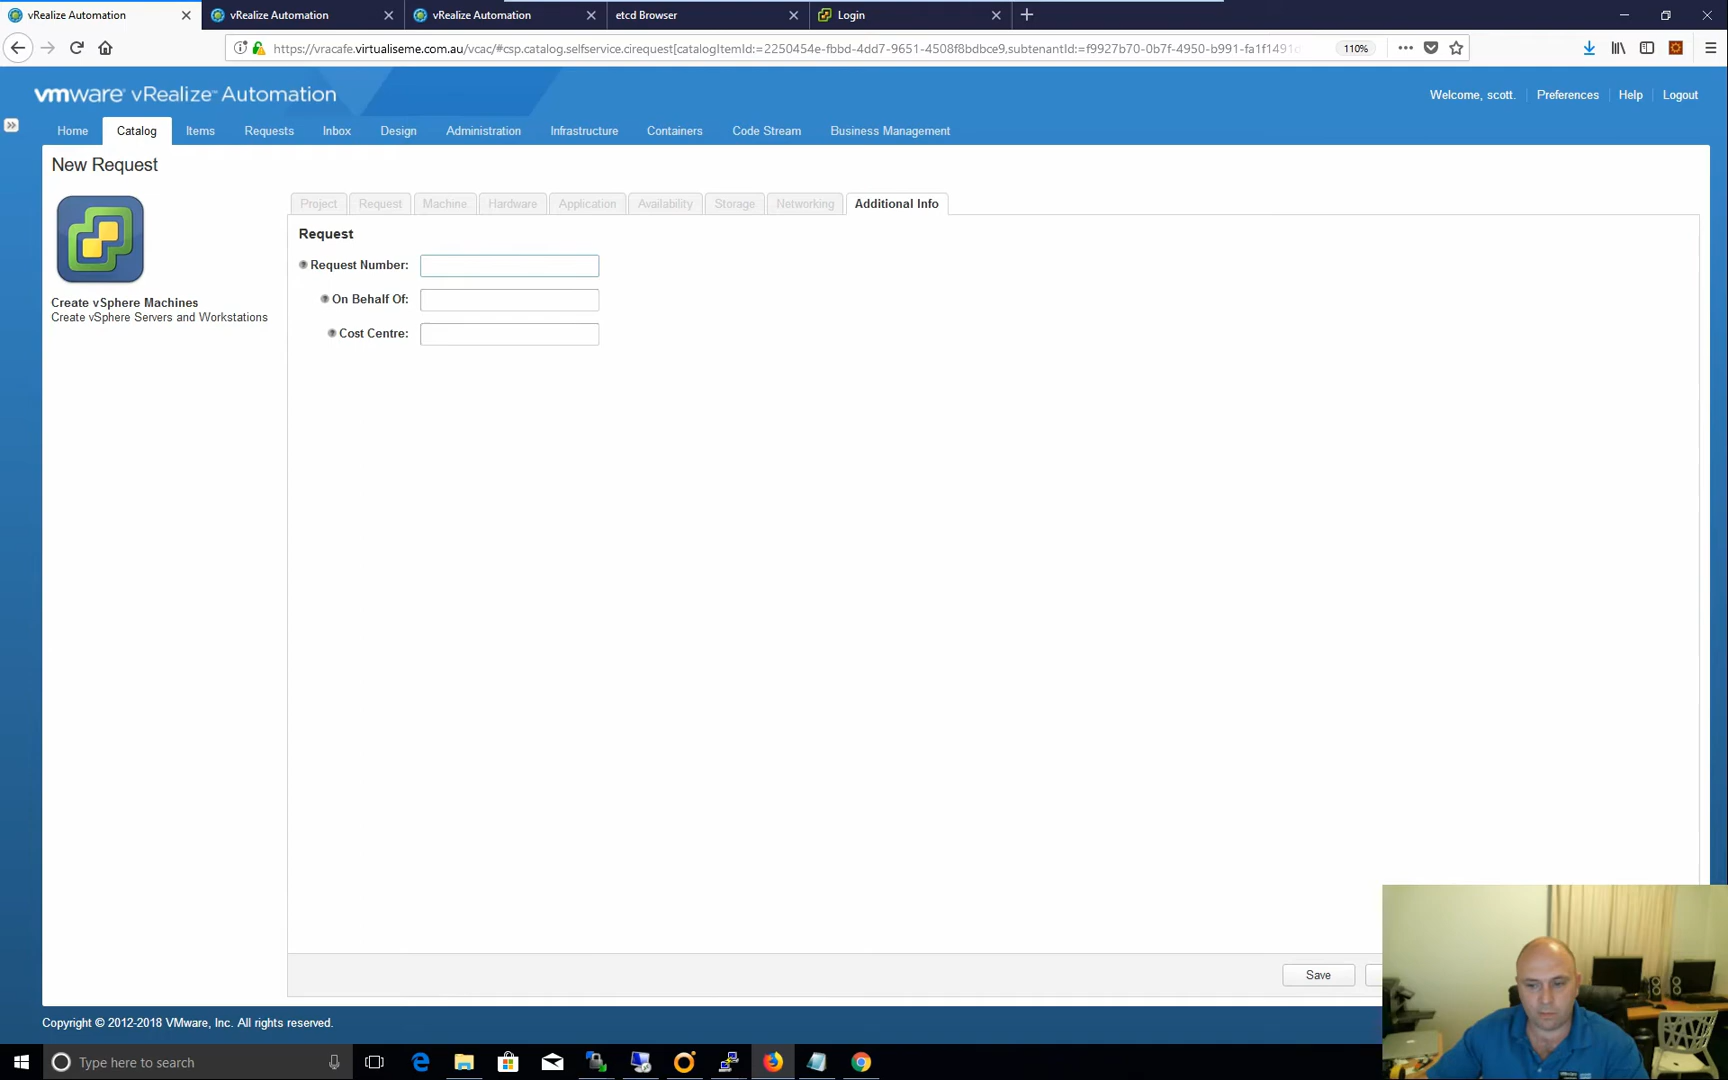 vRealize Automation
vRealize Automation
vRealize Automation
etcd Browser
Login
https://vracafe.virtualiseme.com.au/vcac/#csp.catalog.selfservice.cirequest[catalogItemId:=2250454e-fbbd-4dd7-9651-4508f8bdbce9,subtenantId:=f9927b70-0b7f-4950-b991-fa1f1491
110%
vmware vRealize™ Automation
Welcome, scott.
Preferences
Help
Logout
Home
Catalog
Items
Requests
Inbox
Design
Administration
Infrastructure
Containers
Code Stream
Business Management
New Request
Create vSphere Machines
Create vSphere Servers and Workstations
Project
Request
Machine
Hardware
Application
Availability
Storage
Networking
Additional Info
Request
Request Number:
On Behalf Of:
Cost Centre:
Save
Copyright © 2012-2018 VMware, Inc. All rights reserved.
Type here to search